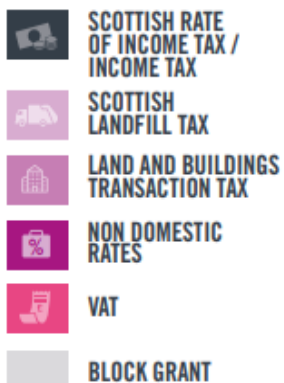 SCOTTISH RATE
OF INCOME TAX /
INCOME TAX
SCOTTISH
LANDFILL TAX
LAND AND BUILDINGS
TRANSACTION TAX
%
NON DOMESTIC
RATES
£
VAT
BLOCK GRANT